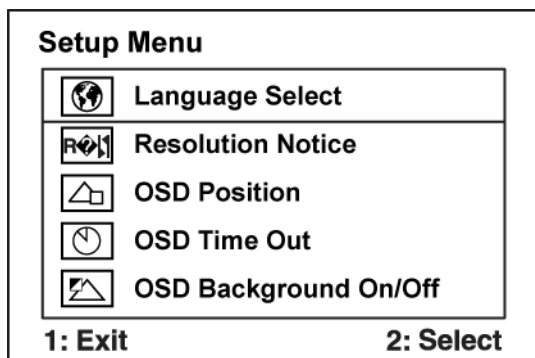 Setup Menu
Language Select
Resolution Notice
OSD Position
OSD Time Out
OSD Background On/Off
1: Exit 2: Select